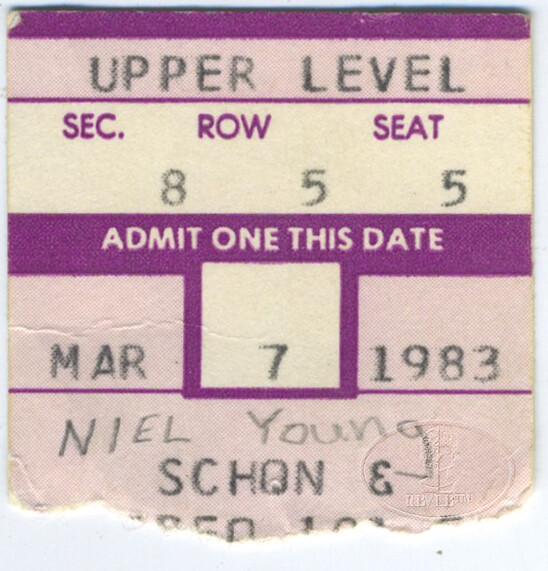 UPPER LEVEL
SEC. ROW SEAT
8 5 5
ADMIT ONE THIS DATE
MAR 7 1983
NIEL Young
SCHON &